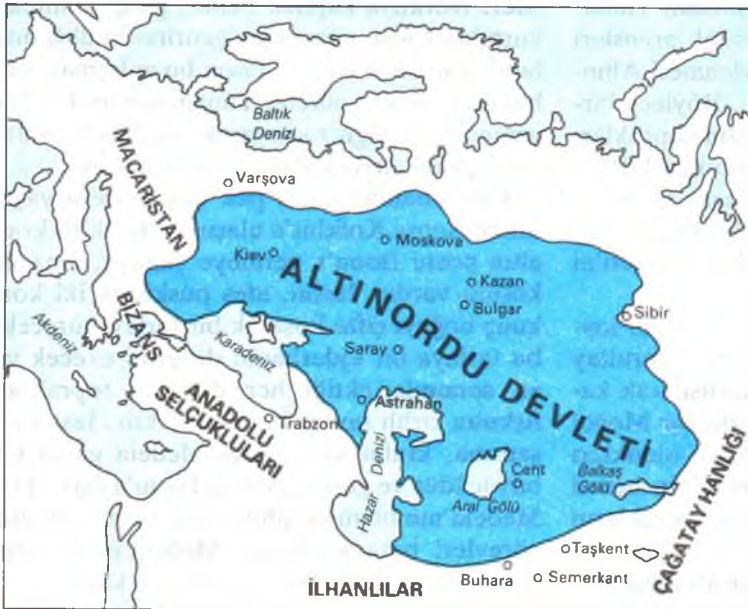 Baltık
Denizi
Varşova
MACARİSTAN
Kiev
Moskova
Kazan
Bulgar
Sibir
ALTINORDU DEVLETİ
BİZANS
Akdeniz
Karadeniz
Saray
Astrahan
ANADOLU
SELÇUKLULARI
Trabzon
Hazar Denizi
Aral Gölü
Cent
Balkaş
Gölü
ÇAĞATAY HANLIĞI
Taşkent
Buhara
Semerkant
İLHANLILAR